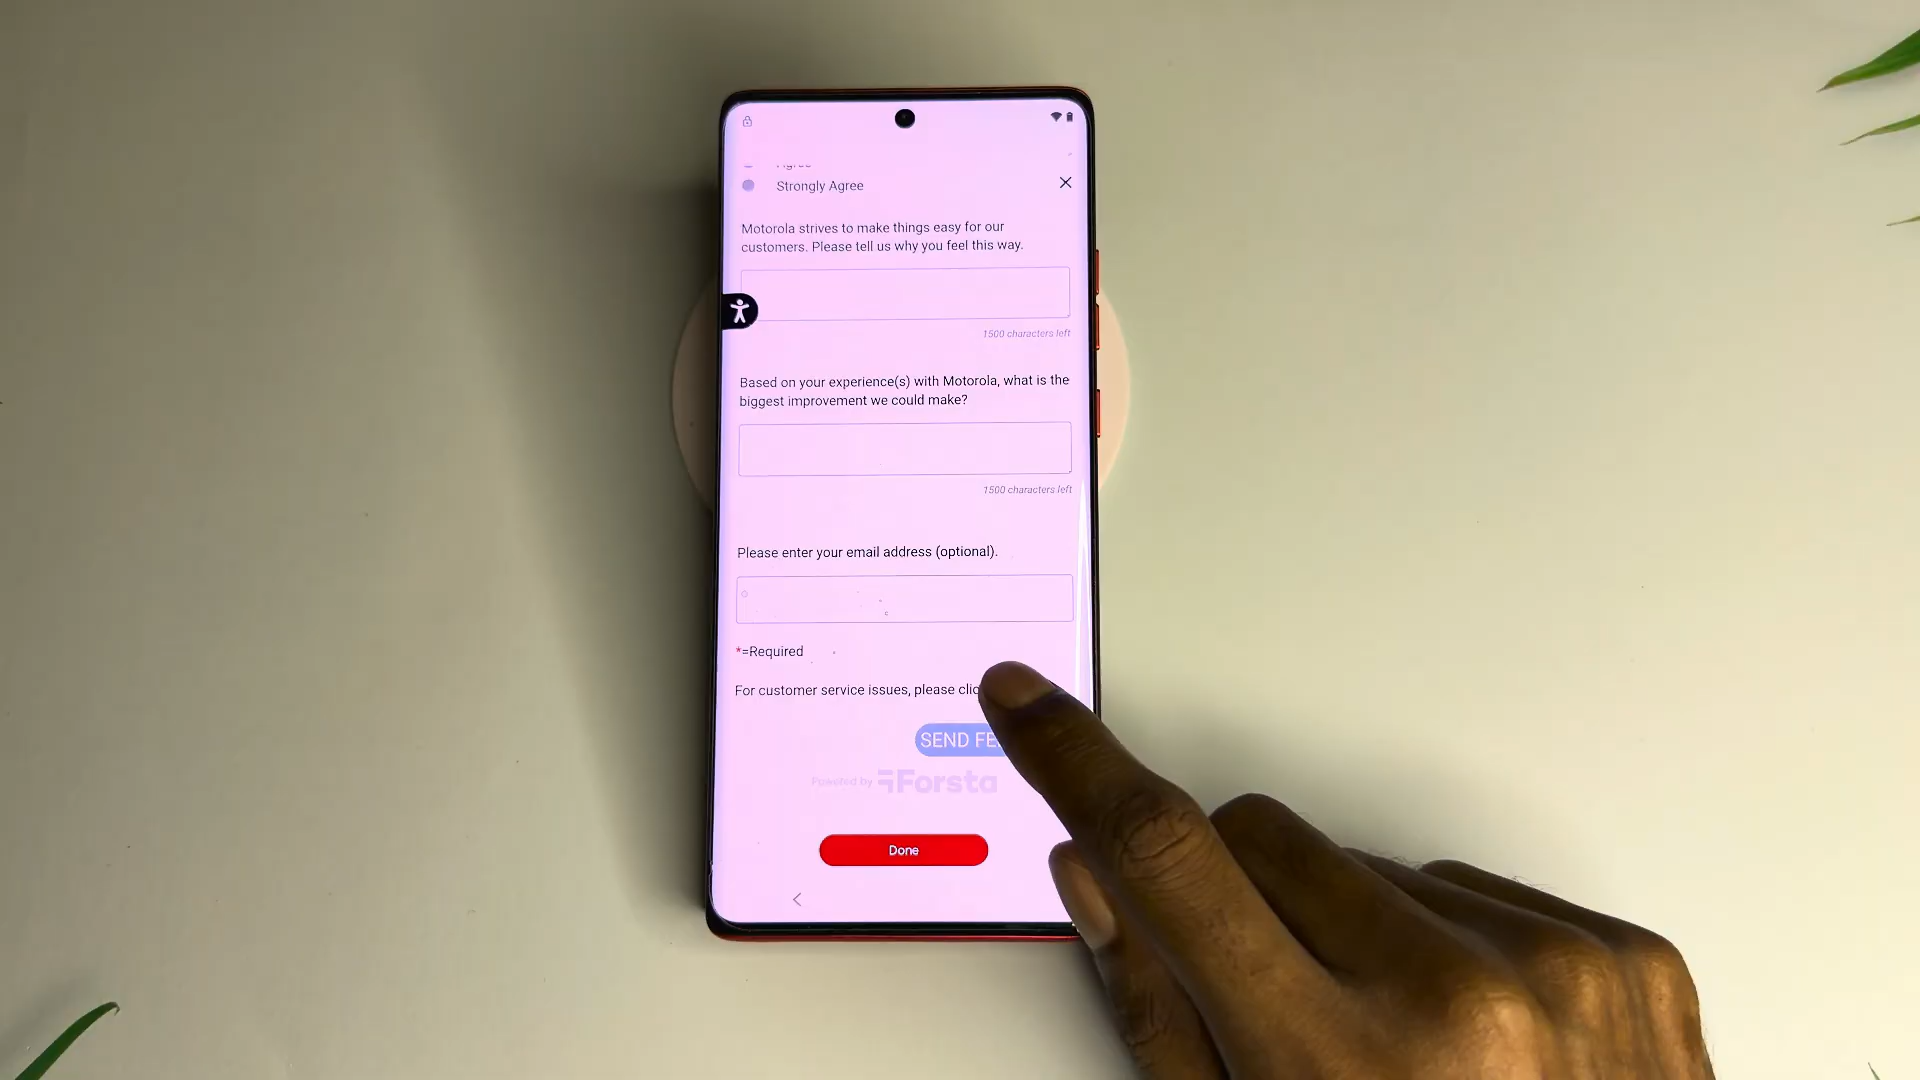 Strongly Agree
Motorola strives to make things easy for our
customers. Please tell us why you feel this way.
1500 characters left
Based on your experience(s) with Motorola, what is the
biggest improvement we could make?
1500 characters left
Please enter your email address (optional).
*=Required
For customer service issues, please
SEND
Powered by Forsta
Done